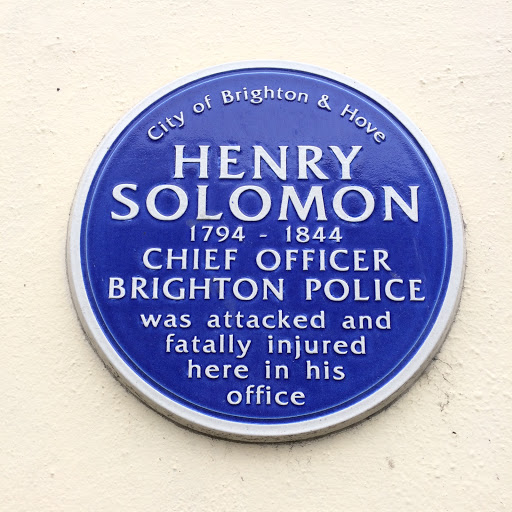 City of Brighton & Hove
HENRY
SOLOMON
1794 - 1844
CHIEF OFFICER
BRIGHTON POLICE
was attacked and
fatally injured
here in his
office